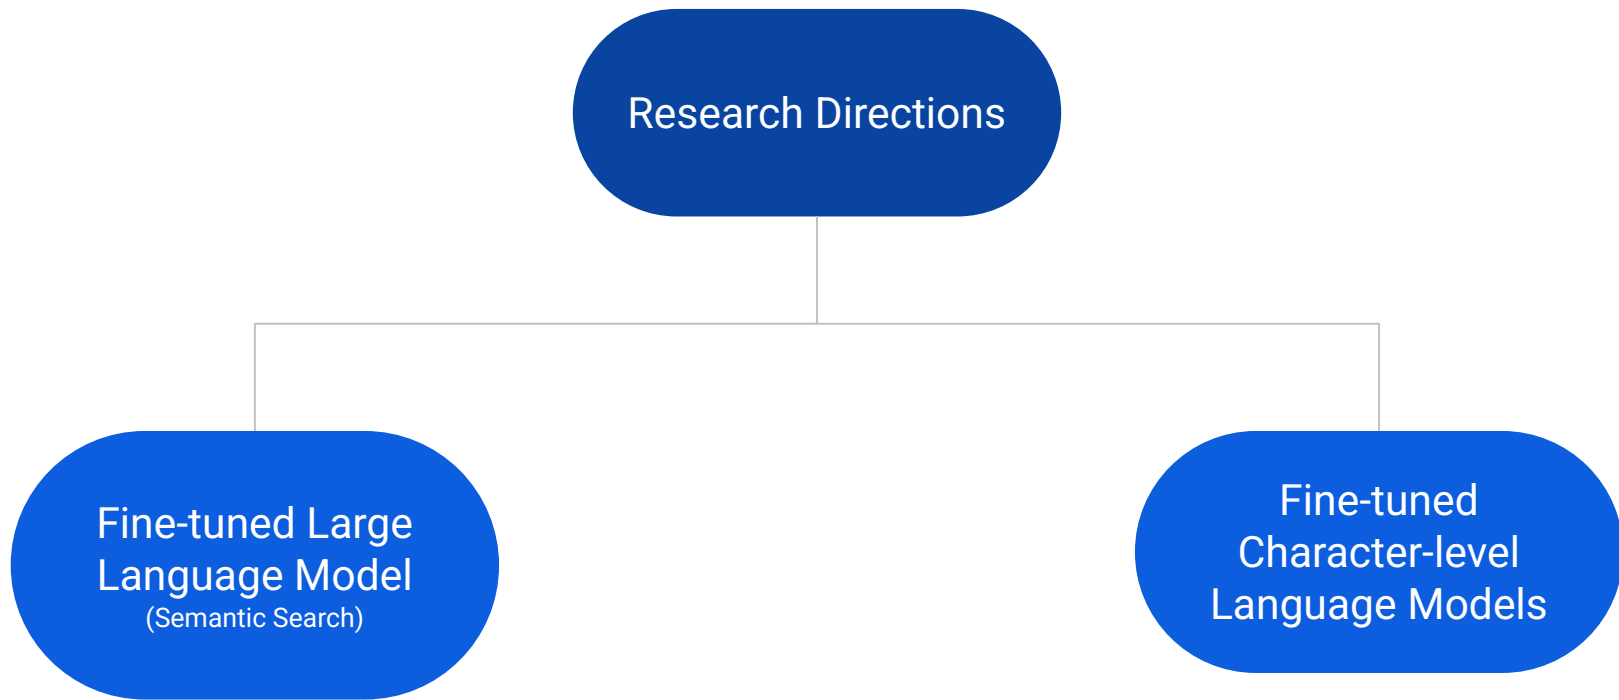 Research Directions
Fine-tuned Large
Language Model
(Semantic Search)
Fine-tuned
Character-level
Language Models